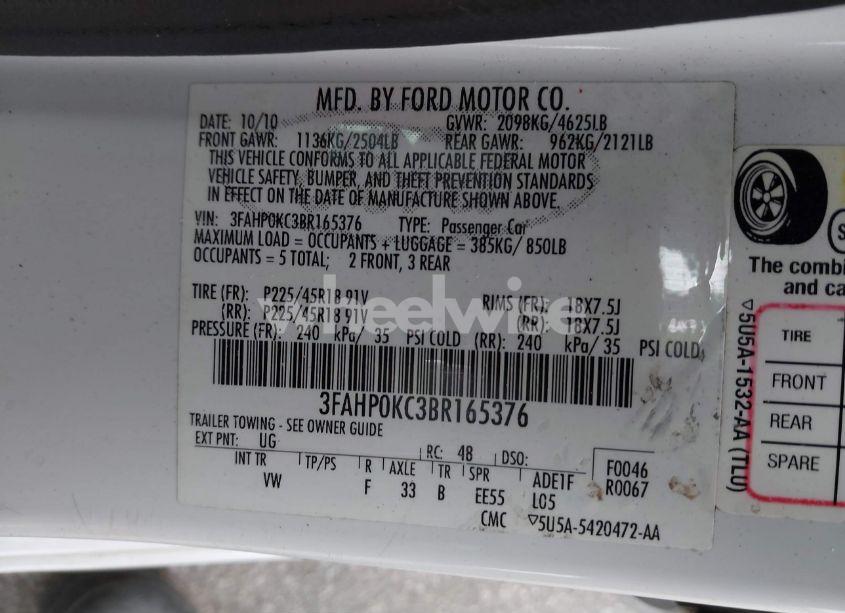 MFD. BY FORD MOTOR CO.
DATE: 10/10 GVWR: 2098KG/4625LB
FRONT GAWR: 1136KG/2504LB REAR GAWR: 962KG/2121LB
THIS VEHICLE CONFORMS TO ALL APPLICABLE FEDERAL MOTOR
VEHICLE SAFETY, BUMPER, AND THEFT PREVENTION STANDARDS
IN EFFECT ON THE DATE OF MANUFACTURE SHOWN ABOVE.
VIN: 3FAHP0KC3BR165376 TYPE: Passenger Car
MAXIMUM LOAD = OCCUPANTS + LUGGAGE = 385KG/ 850LB
OCCUPANTS = 5 TOTAL; 2 FRONT, 3 REAR
TIRE (FR): P225/45R18 91V RIMS (FR): 18X7.5J
(RR): P225/45R18 91V (RR): 18X7.5J
PRESSURE (FR): 240 kPa/ 35 PSI COLD (RR): 240 kPa/ 35 PSI COLD
3FAHP0KC3BR165376
TRAILER TOWING - SEE OWNER GUIDE
EXT PNT: UG RC: 48 DSO:
INT TR TP/PS R AXLE TR SPR ADE1F F0046
VW F 33 B EE55 LC5 R0067
CMC ▽5U5A-5420472-AA
wheelwire
The combi
and ca
▽5U5A-1532-AA (TLU)
TIRE
FRONT
REAR
SPARE